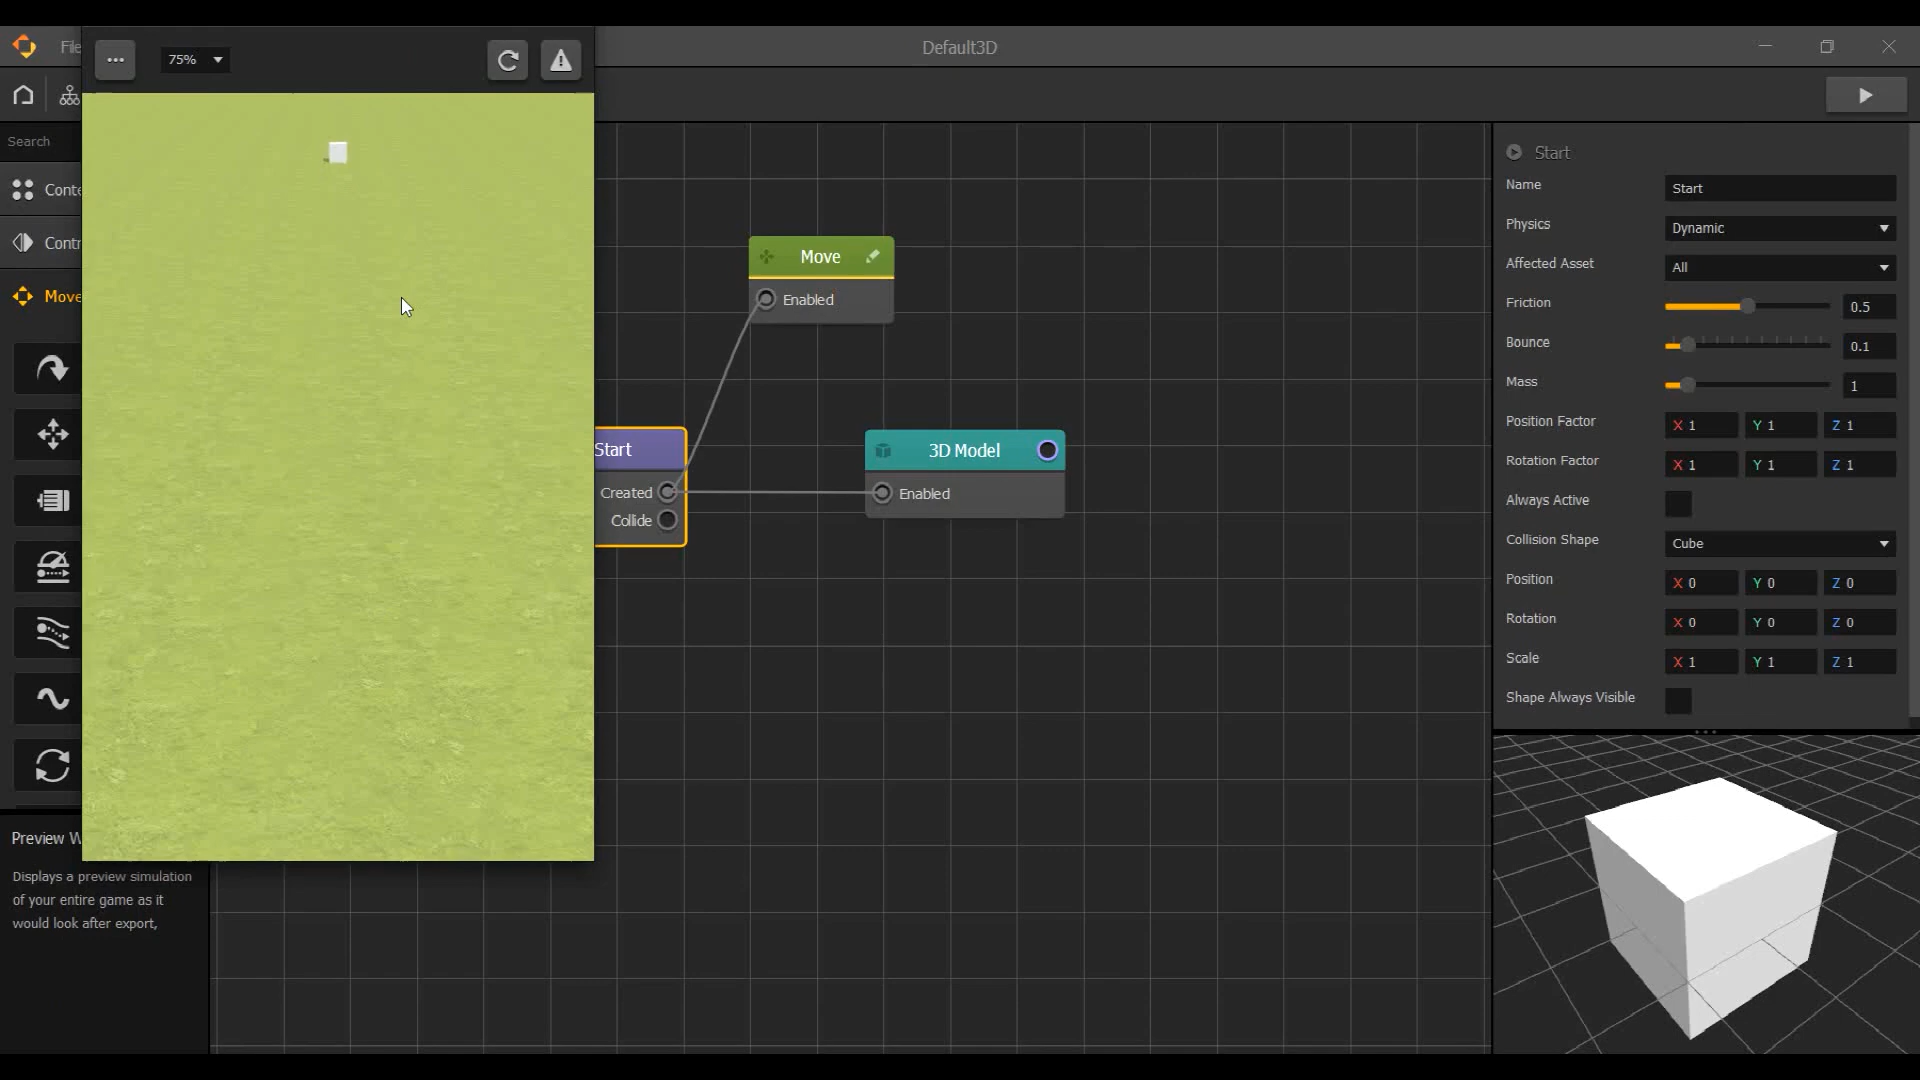 File
Default3D
75%
Search
Conte
Contr
Move
Preview W
Displays a preview simulation
of your entire game as it
would look after export,
Move
Enabled
Start
Created
Collide
3D Model
Enabled
Start
Name Start
Physics Dynamic
Affected Asset All
Friction 0.5
Bounce 0.1
Mass 1
Position Factor X 1 Y 1 Z 1
Rotation Factor X 1 Y 1 Z 1
Always Active
Collision Shape Cube
Position X 0 Y 0 Z 0
Rotation X 0 Y 0 Z 0
Scale X 1 Y 1 Z 1
Shape Always Visible